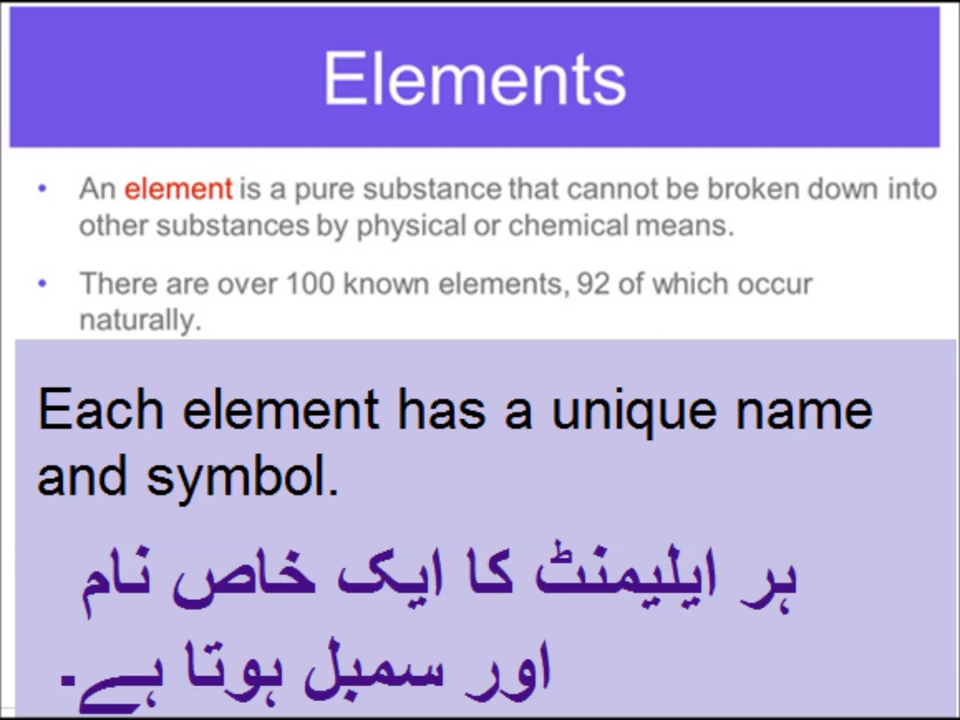 Elements
• An element is a pure substance that cannot be broken down into
other substances by physical or chemical means.
• There are over 100 known elements, 92 of which occur
naturally.
Each element has a unique name
and symbol.
ہر ایلیمنٹ کا ایک خاص نام
اور سمبل ہوتا ہے۔